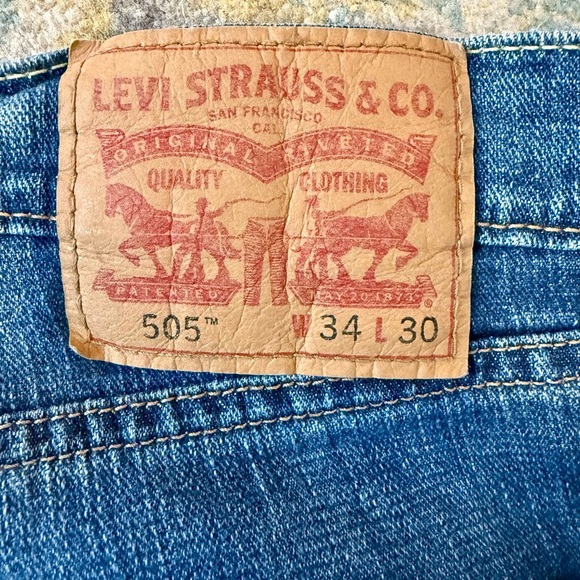 LEVI STRAUSS & CO.
SAN FRANCISCO
CAL.
ORIGINAL RIVETED
QUALITY CLOTHING
PATENTED MAY 20 1873 ®
505™ W 34 L 30